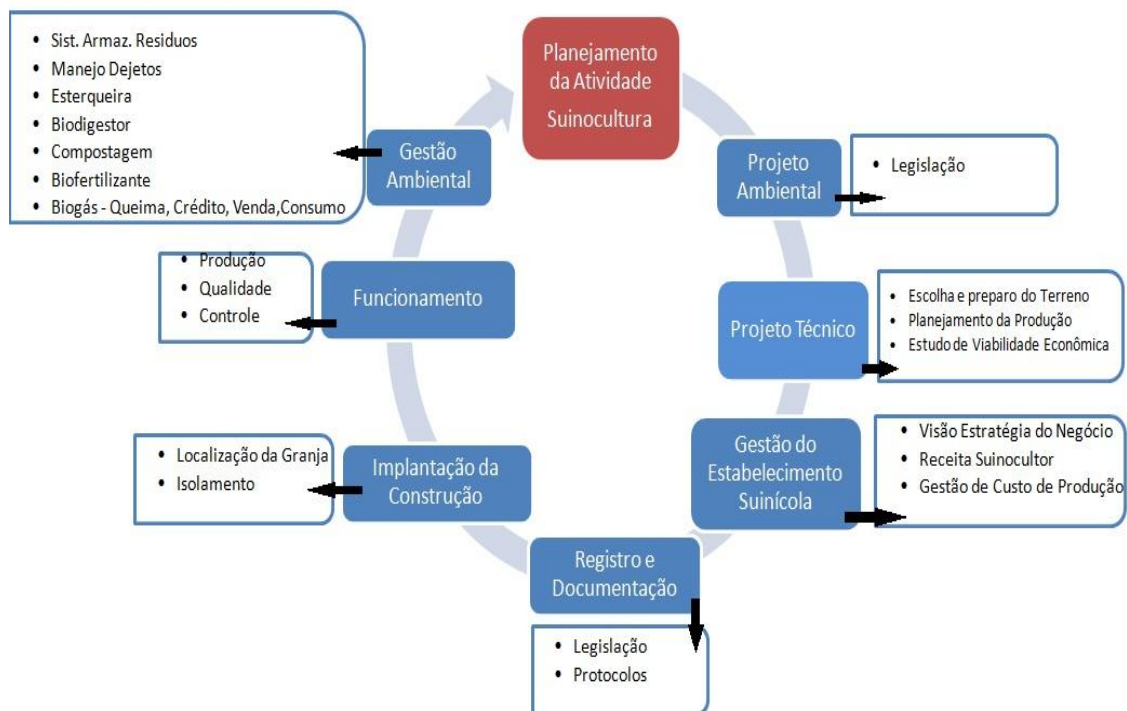 Planejamento
da Atividade
Suinocultura
Projeto
Ambiental
• Legislação
Projeto Técnico
• Escolha e preparo do Terreno
• Planejamento da Produção
• Estudo de Viabilidade Econômica
Gestão do
Estabelecimento
Suinícola
• Visão Estratégia do Negócio
• Receita Suinocultor
• Gestão de Custo de Produção
Registro e
Documentação
• Legislação
• Protocolos
Implantação da
Construção
• Localização da Granja
• Isolamento
Funcionamento
• Produção
• Qualidade
• Controle
Gestão
Ambiental
• Sist. Armaz. Residuos
• Manejo Dejetos
• Esterqueira
• Biodigestor
• Compostagem
• Biofertilizante
• Biogás - Queima, Crédito, Venda,Consumo